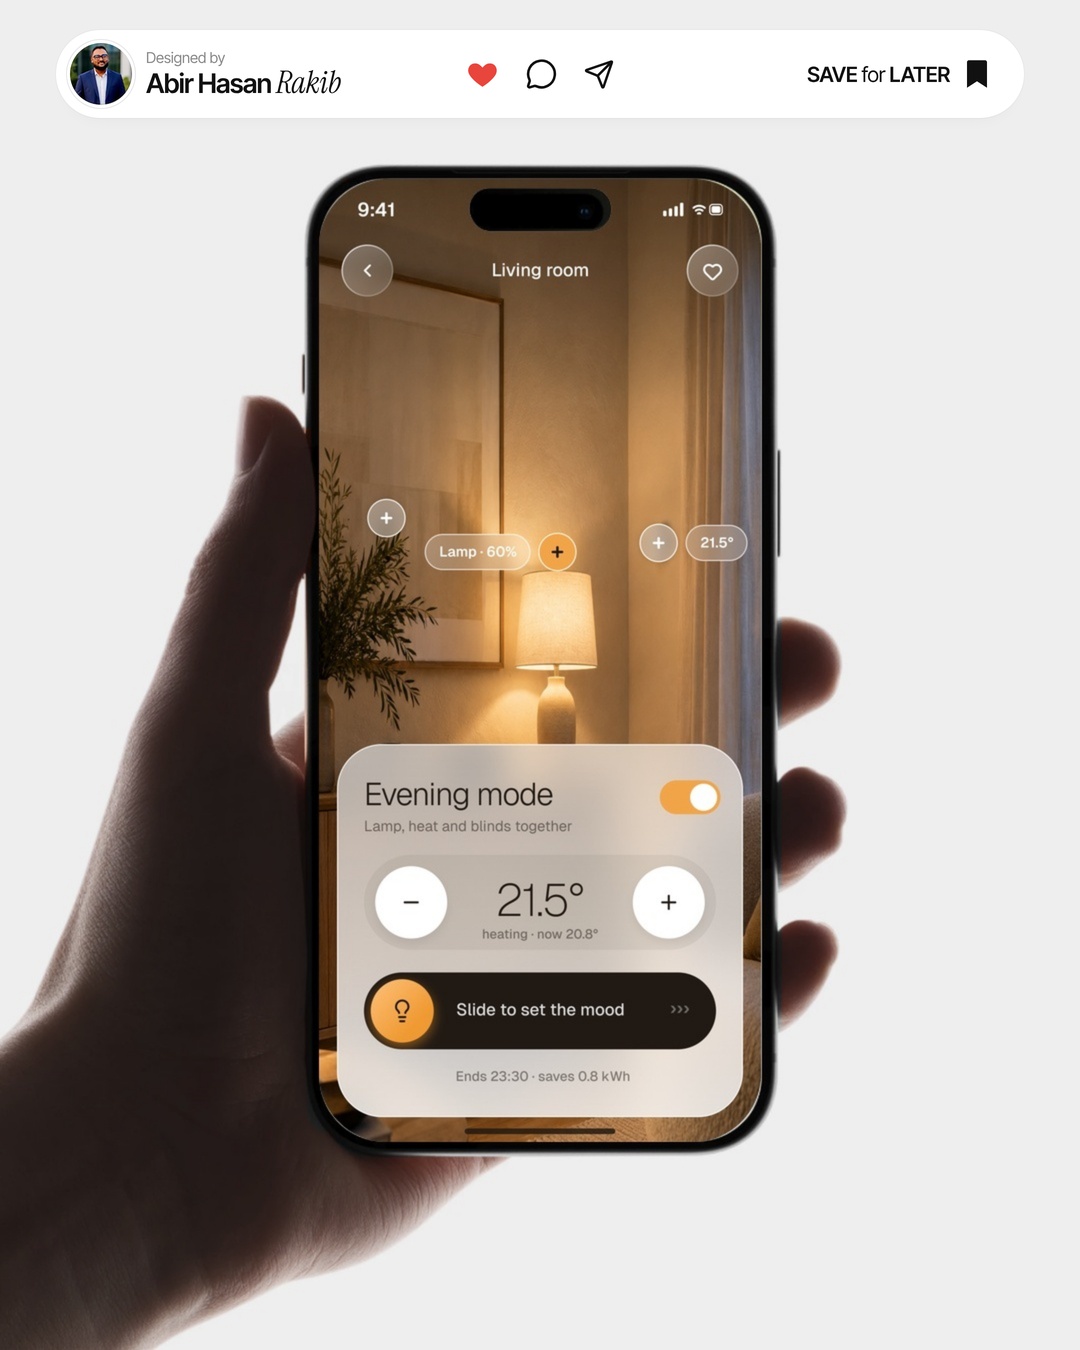 Designed by
Abir Hasan Rakib
SAVE for LATER
9:41
Living room
Lamp · 60%
21.5°
Evening mode
Lamp, heat and blinds together
21.5°
heating · now 20.8°
Slide to set the mood
Ends 23:30 · saves 0.8 kWh